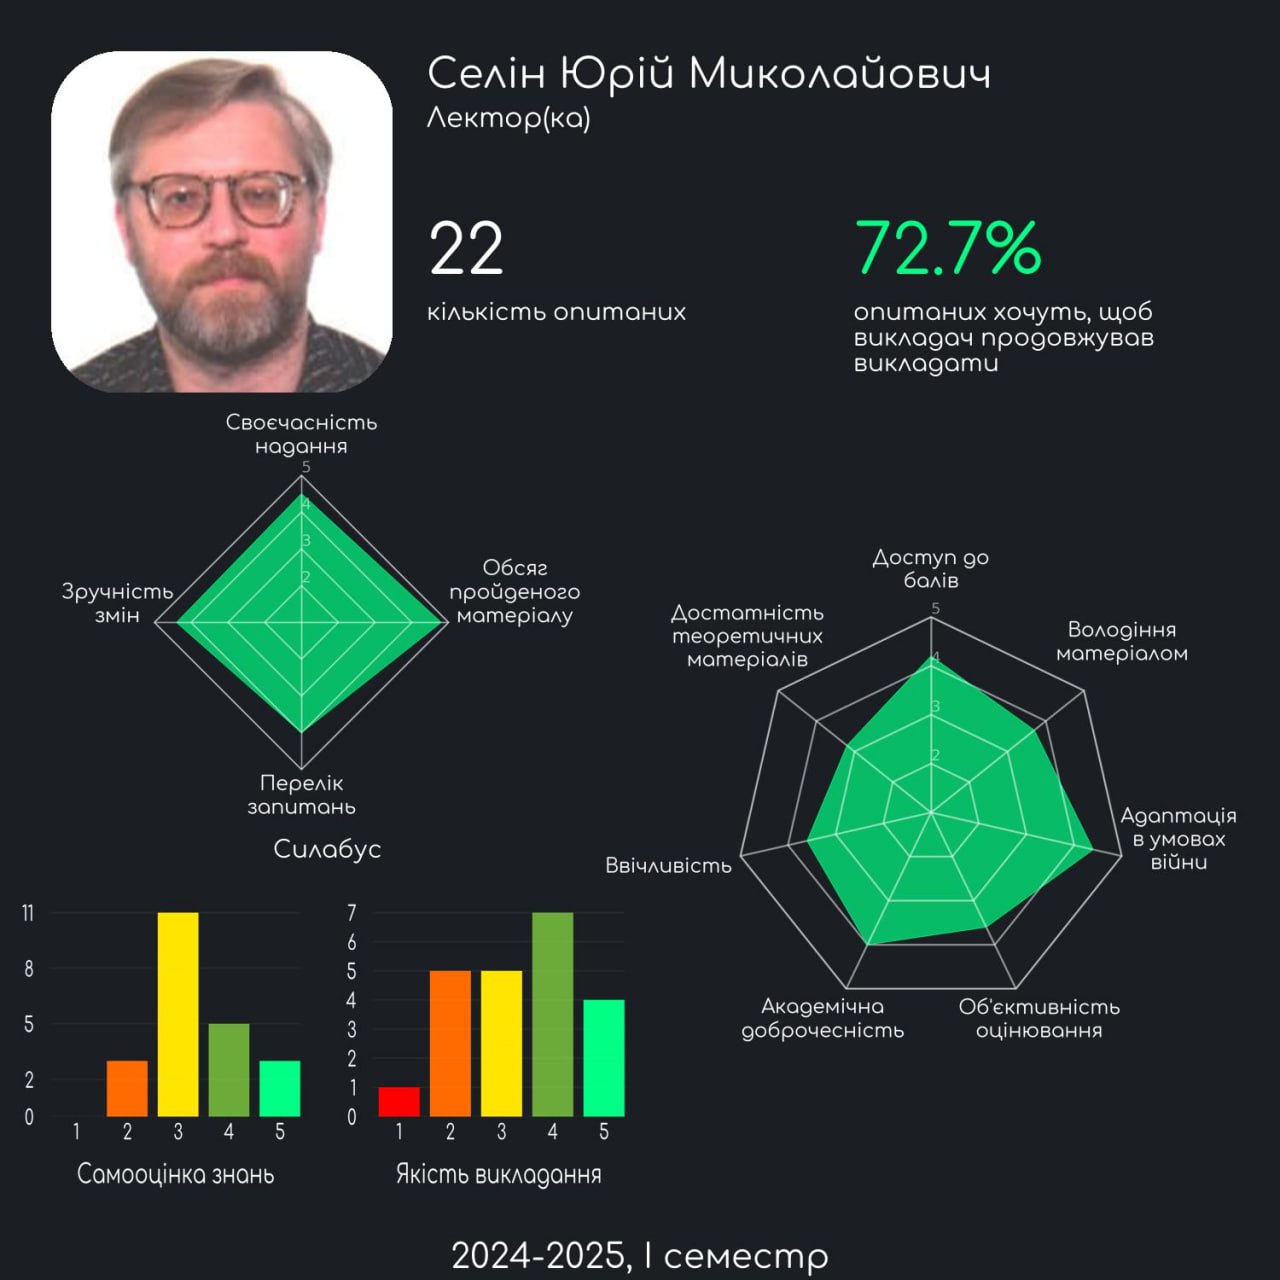 Селін Юрій Миколайович
Лектор(ка)
22
кількість опитаних
72.7%
опитаних хочуть, щоб
викладач продовжував
викладати
Своєчасність
надання
5
4
3
2
Зручність
змін
Обсяг
пройденого
матеріалу
Перелік
запитань
Силабус
Доступ до
балів
5
4
3
2
Достатність
теоретичних
матеріалів
Володіння
матеріалом
Адаптація
в умовах
війни
Ввічливість
Академічна
доброчесність
Об'єктивність
оцінювання
11
8
5
2
0
1 2 3 4 5
Самооцінка знань
7
6
5
4
3
2
1
0
1 2 3 4 5
Якість викладання
2024-2025, І семестр